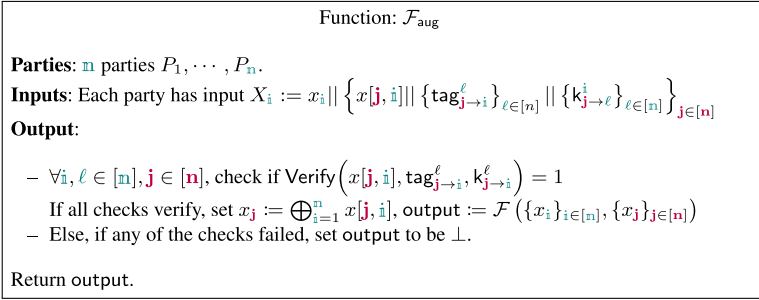 Function: 𝓕_aug
Parties: 𝕟 parties P_1, ⋯ , P_𝕟.
Inputs: Each party has input X_𝕚 := x_𝕚 || { x[𝐣, 𝕚] || {tag^ℓ_{𝐣→𝕚}}_{ℓ∈[n]} || {k^𝕚_{𝐣→ℓ}}_{ℓ∈[𝕟]} }_{𝐣∈[𝐧]}
Output:
– ∀𝕚, ℓ ∈ [𝕟], 𝐣 ∈ [𝐧], check if Verify( x[𝐣, 𝕚], tag^ℓ_{𝐣→𝕚}, k^ℓ_{𝐣→𝕚} ) = 1
If all checks verify, set x_𝐣 := ⨁^𝕟_{𝕚=1} x[𝐣, 𝕚], output := 𝓕 ( {x_𝕚}_{𝕚∈[𝕟]}, {x_𝐣}_{𝐣∈[𝐧]} )
– Else, if any of the checks failed, set output to be ⊥.
Return output.